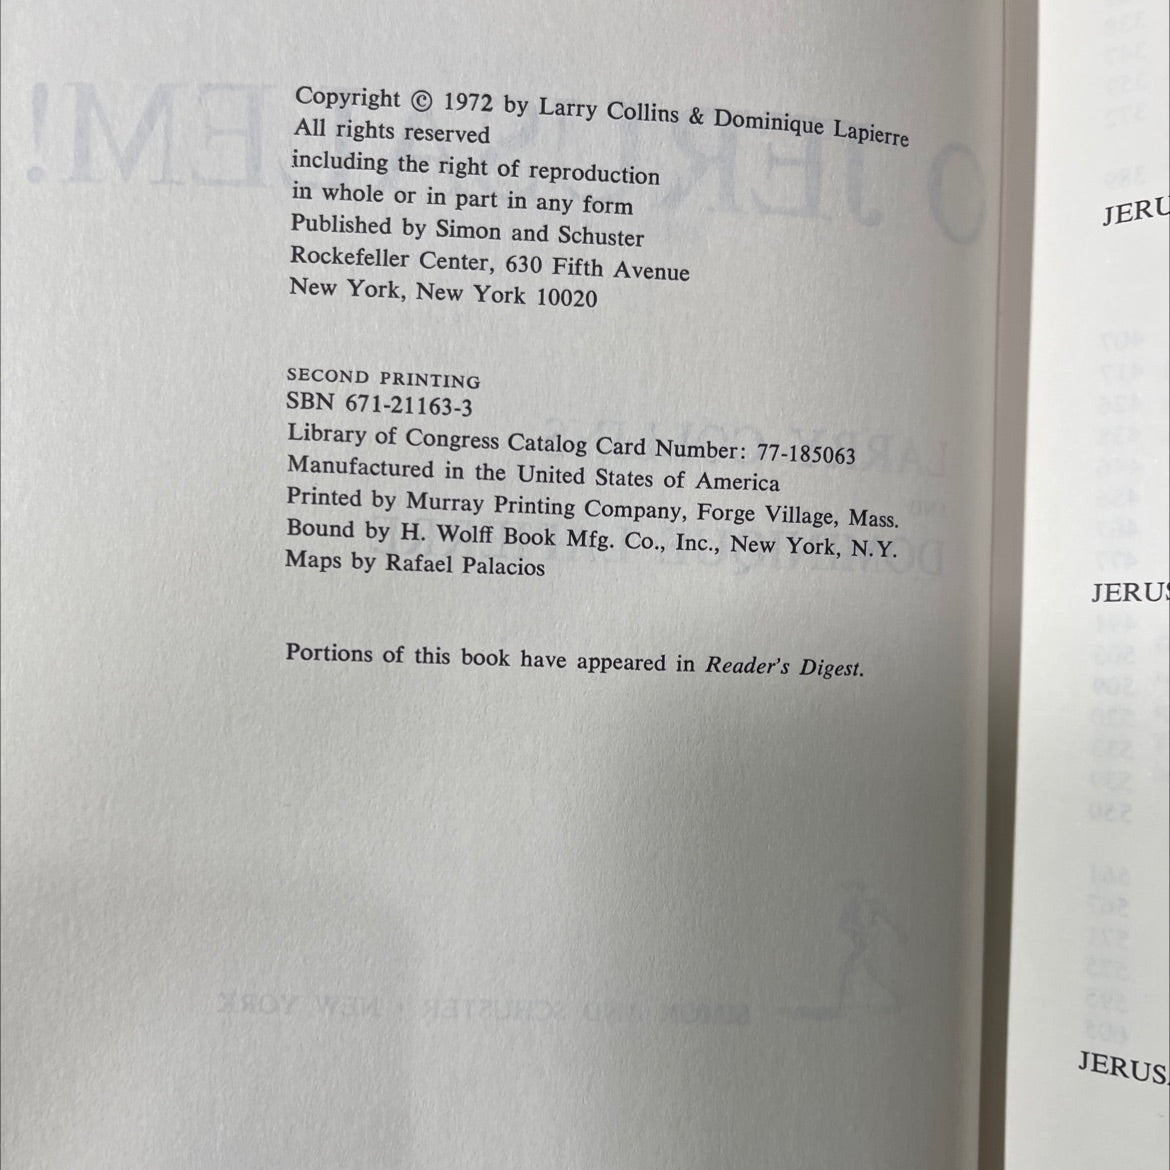 Copyright © 1972 by Larry Collins & Dominique Lapierre
All rights reserved
including the right of reproduction
in whole or in part in any form
Published by Simon and Schuster
Rockefeller Center, 630 Fifth Avenue
New York, New York 10020
SECOND PRINTING
SBN 671-21163-3
Library of Congress Catalog Card Number: 77-185063
Manufactured in the United States of America
Printed by Murray Printing Company, Forge Village, Mass.
Bound by H. Wolff Book Mfg. Co., Inc., New York, N.Y.
Maps by Rafael Palacios
Portions of this book have appeared in Reader's Digest.
JERU
JERUS
JERUSA